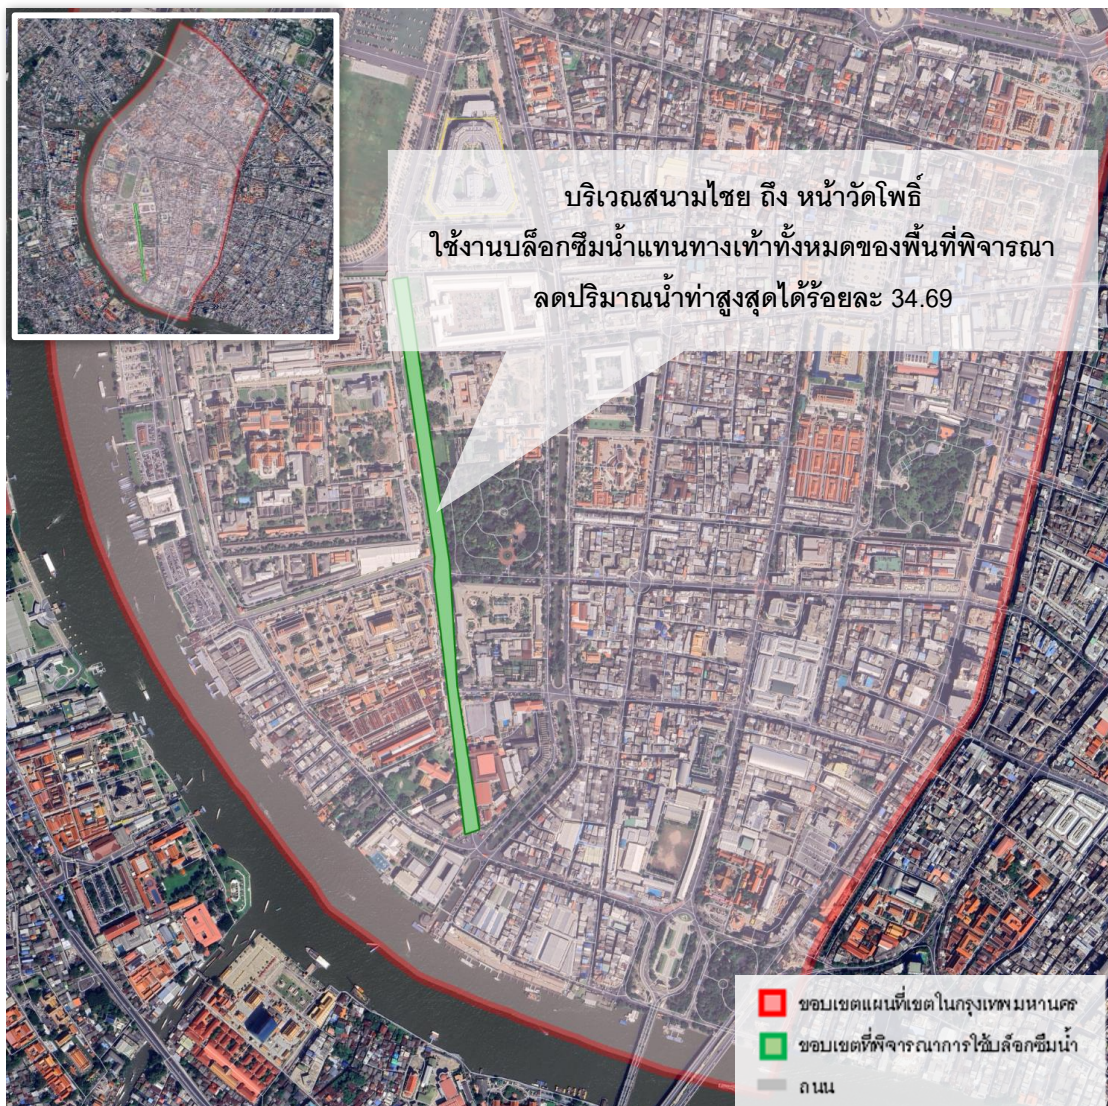 บริเวณสนามไชย ถึง หน้าวัดโพธิ์
ใช้งานบล็อกซึมน้ำแทนทางเท้าทั้งหมดของพื้นที่พิจารณา
ลดปริมาณน้ำท่าสูงสุดได้ร้อยละ 34.69
ขอบเขตแผนที่เขตในกรุงเทพมหานคร
ขอบเขตที่พิจารณาการใช้บล๊อกซึมน้ำ
ถนน